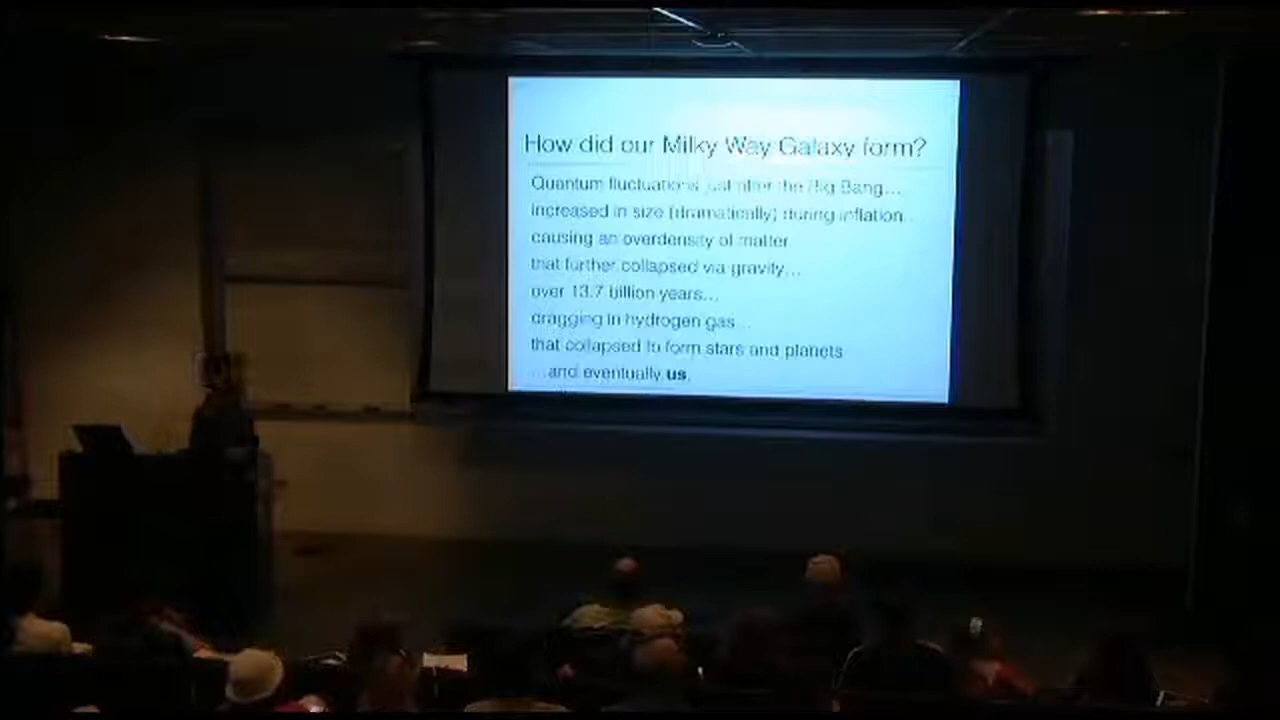 How did our Milky Way Galaxy form?
Quantum fluctuations just after the Big Bang...
increased in size (dramatically) during inflation...
causing an overdensity of matter
that further collapsed via gravity...
over 13.7 billion years...
dragging in hydrogen gas...
that collapsed to form stars and planets
...and eventually us.